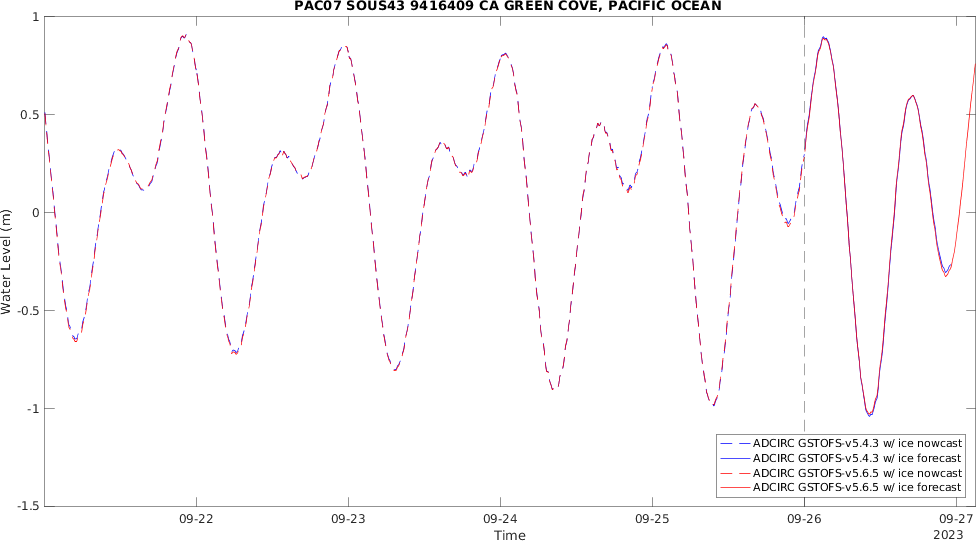 PAC07 SOUS43 9416409 CA GREEN COVE, PACIFIC OCEAN
1
0.5
0
-0.5
-1
-1.5
Water Level (m)
ADCIRC GSTOFS-v5.4.3 w/ ice nowcast
ADCIRC GSTOFS-v5.4.3 w/ ice forecast
ADCIRC GSTOFS-v5.6.5 w/ ice nowcast
ADCIRC GSTOFS-v5.6.5 w/ ice forecast
09-22 09-23 09-24 09-25 09-26 09-27
Time 2023